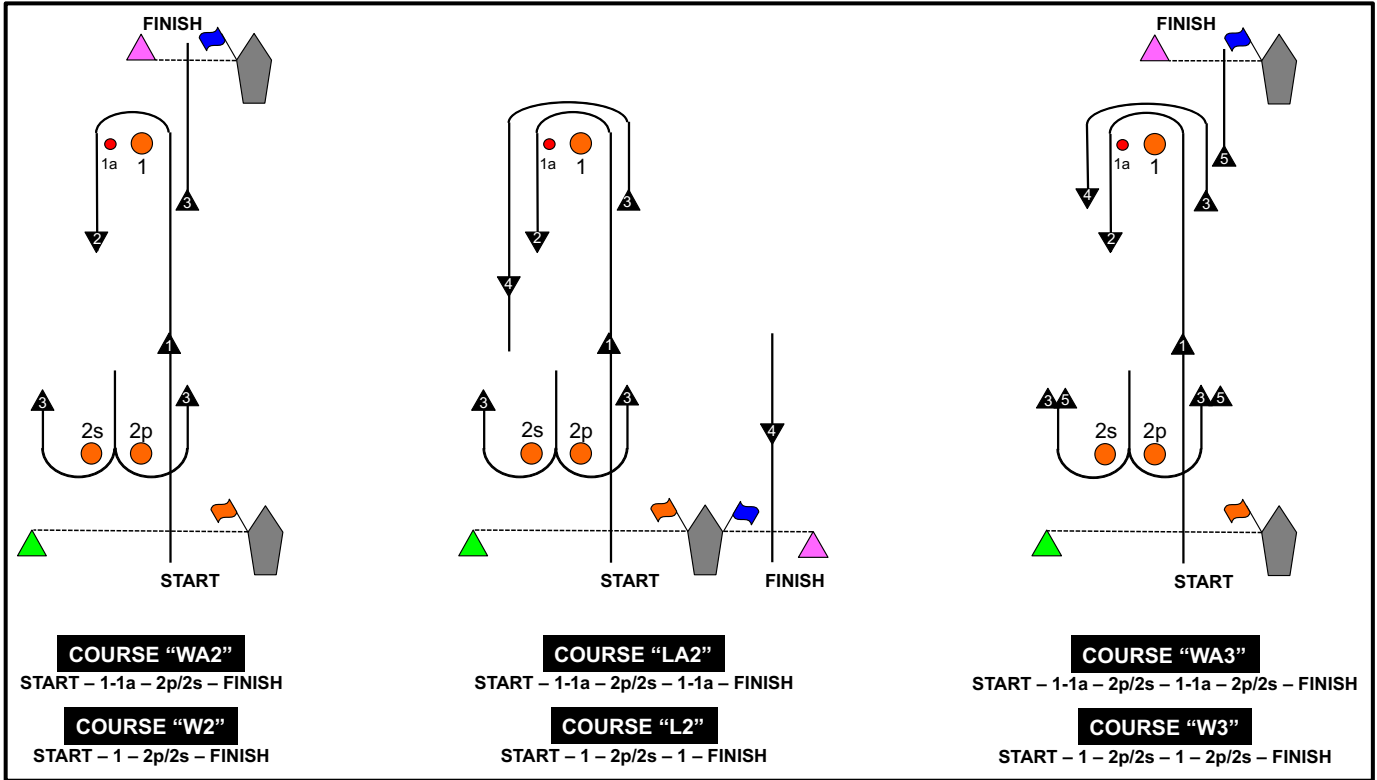 FINISH
1a
1
3
2
1
3
3
2s
2p
START
COURSE “WA2”
START – 1-1a – 2p/2s – FINISH
COURSE “W2”
START – 1 – 2p/2s – FINISH
1a
1
3
2
4
1
3
3
4
2s
2p
START
FINISH
COURSE “LA2”
START – 1-1a – 2p/2s – 1-1a – FINISH
COURSE “L2”
START – 1 – 2p/2s – 1 – FINISH
FINISH
1a
1
5
4
3
2
1
3 5
3 5
2s
2p
START
COURSE “WA3”
START – 1-1a – 2p/2s – 1-1a – 2p/2s – FINISH
COURSE “W3”
START – 1 – 2p/2s – 1 – 2p/2s – FINISH